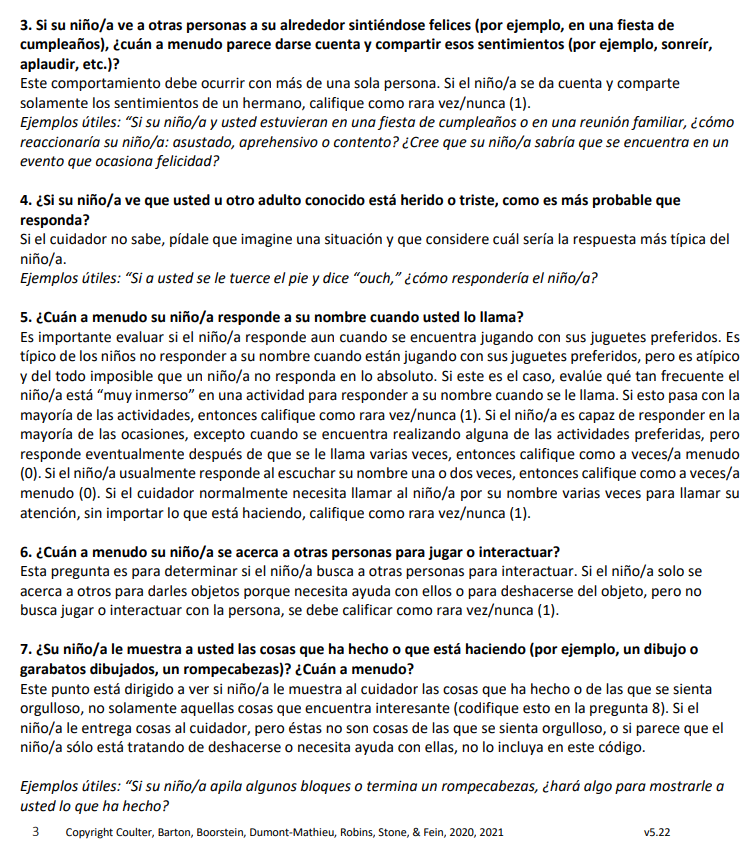 3. Si su niño/a ve a otras personas a su alrededor sintiéndose felices (por ejemplo, en una fiesta de
cumpleaños), ¿cuán a menudo parece darse cuenta y compartir esos sentimientos (por ejemplo, sonreír,
aplaudir, etc.)?
Este comportamiento debe ocurrir con más de una sola persona. Si el niño/a se da cuenta y comparte
solamente los sentimientos de un hermano, califique como rara vez/nunca (1).
Ejemplos útiles: “Si su niño/a y usted estuvieran en una fiesta de cumpleaños o en una reunión familiar, ¿cómo
reaccionaría su niño/a: asustado, aprehensivo o contento? ¿Cree que su niño/a sabría que se encuentra en un
evento que ocasiona felicidad?
4. ¿Si su niño/a ve que usted u otro adulto conocido está herido o triste, como es más probable que
responda?
Si el cuidador no sabe, pídale que imagine una situación y que considere cuál sería la respuesta más típica del
niño/a.
Ejemplos útiles: “Si a usted se le tuerce el pie y dice “ouch,” ¿cómo respondería el niño/a?
5. ¿Cuán a menudo su niño/a responde a su nombre cuando usted lo llama?
Es importante evaluar si el niño/a responde aun cuando se encuentra jugando con sus juguetes preferidos. Es
típico de los niños no responder a su nombre cuando están jugando con sus juguetes preferidos, pero es atípico
y del todo imposible que un niño/a no responda en lo absoluto. Si este es el caso, evalúe qué tan frecuente el
niño/a está “muy inmerso” en una actividad para responder a su nombre cuando se le llama. Si esto pasa con la
mayoría de las actividades, entonces califique como rara vez/nunca (1). Si el niño/a es capaz de responder en la
mayoría de las ocasiones, excepto cuando se encuentra realizando alguna de las actividades preferidas, pero
responde eventualmente después de que se le llama varias veces, entonces califique como a veces/a menudo
(0). Si el niño/a usualmente responde al escuchar su nombre una o dos veces, entonces califique como a veces/a
menudo (0). Si el cuidador normalmente necesita llamar al niño/a por su nombre varias veces para llamar su
atención, sin importar lo que está haciendo, califique como rara vez/nunca (1).
6. ¿Cuán a menudo su niño/a se acerca a otras personas para jugar o interactuar?
Esta pregunta es para determinar si el niño/a busca a otras personas para interactuar. Si el niño/a solo se
acerca a otros para darles objetos porque necesita ayuda con ellos o para deshacerse del objeto, pero no
busca jugar o interactuar con la persona, se debe calificar como rara vez/nunca (1).
7. ¿Su niño/a le muestra a usted las cosas que ha hecho o que está haciendo (por ejemplo, un dibujo o
garabatos dibujados, un rompecabezas)? ¿Cuán a menudo?
Este punto está dirigido a ver si niño/a le muestra al cuidador las cosas que ha hecho o de las que se sienta
orgulloso, no solamente aquellas cosas que encuentra interesante (codifique esto en la pregunta 8). Si el
niño/a le entrega cosas al cuidador, pero éstas no son cosas de las que se sienta orgulloso, o si parece que el
niño/a sólo está tratando de deshacerse o necesita ayuda con ellas, no lo incluya en este código.
Ejemplos útiles: “Si su niño/a apila algunos bloques o termina un rompecabezas, ¿hará algo para mostrarle a
usted lo que ha hecho?
3 Copyright Coulter, Barton, Boorstein, Dumont-Mathieu, Robins, Stone, & Fein, 2020, 2021 v5.22